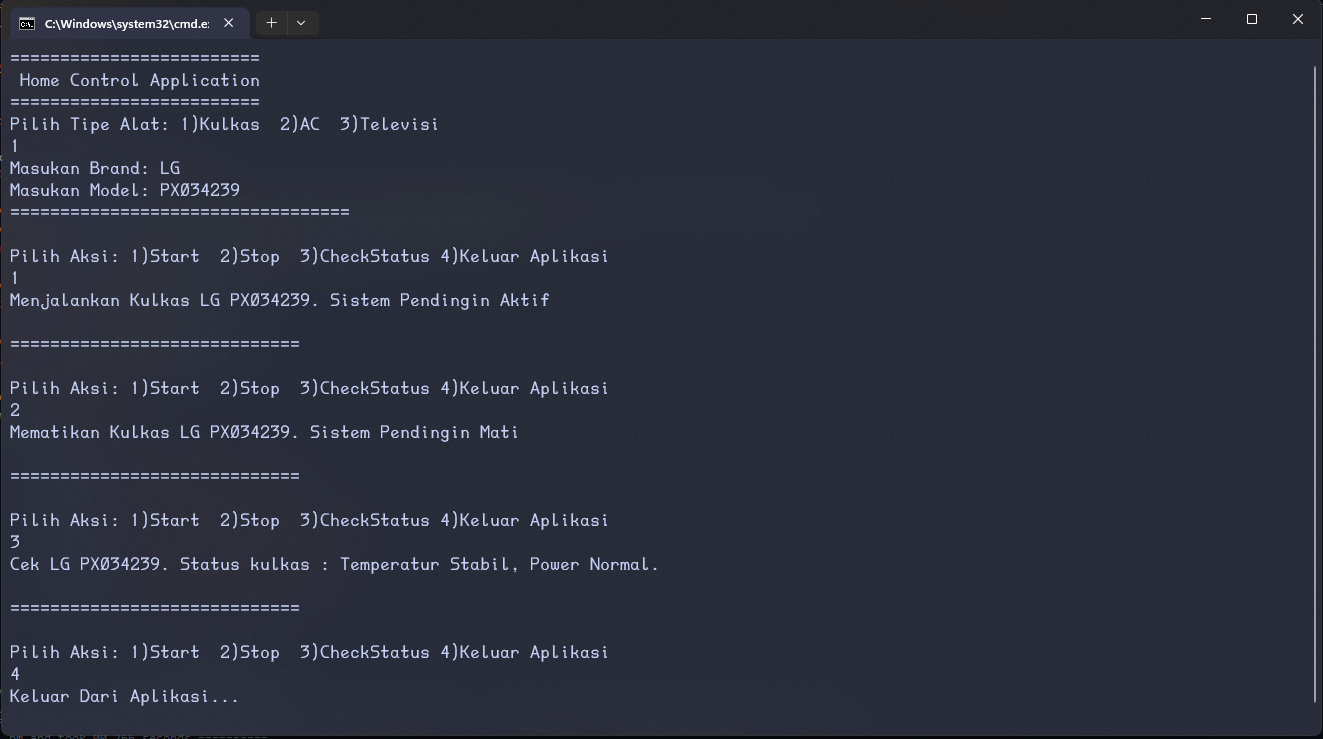 C:\Windows\system32\cmd.e
=========================
Home Control Application
=========================
Pilih Tipe Alat: 1)Kulkas  2)AC  3)Televisi
1
Masukan Brand: LG
Masukan Model: PX034239
==================================
Pilih Aksi: 1)Start  2)Stop  3)CheckStatus 4)Keluar Aplikasi
1
Menjalankan Kulkas LG PX034239. Sistem Pendingin Aktif
=============================
Pilih Aksi: 1)Start  2)Stop  3)CheckStatus 4)Keluar Aplikasi
2
Mematikan Kulkas LG PX034239. Sistem Pendingin Mati
=============================
Pilih Aksi: 1)Start  2)Stop  3)CheckStatus 4)Keluar Aplikasi
3
Cek LG PX034239. Status kulkas : Temperatur Stabil, Power Normal.
=============================
Pilih Aksi: 1)Start  2)Stop  3)CheckStatus 4)Keluar Aplikasi
4
Keluar Dari Aplikasi...